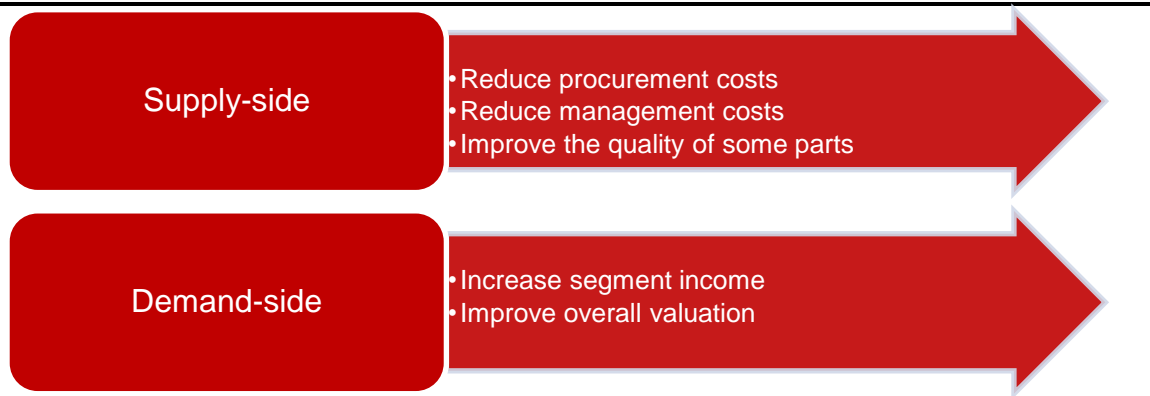 Supply-side
•Reduce procurement costs
•Reduce management costs
•Improve the quality of some parts
Demand-side
•Increase segment income
•Improve overall valuation